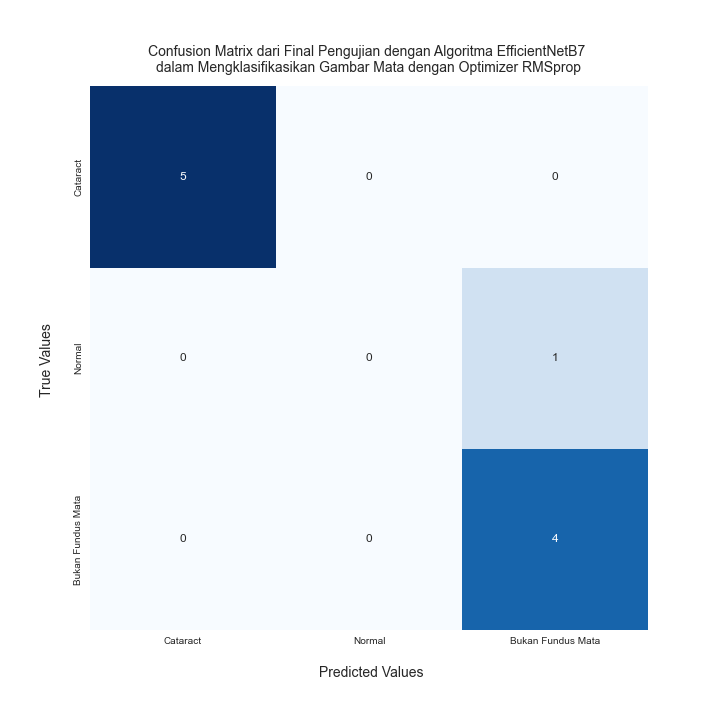 Confusion Matrix dari Final Pengujian dengan Algoritma EfficientNetB7
dalam Mengklasifikasikan Gambar Mata dengan Optimizer RMSprop
True Values
Cataract
5 0 0
Normal
0 0 1
Bukan Fundus Mata
0 0 4
Cataract Normal Bukan Fundus Mata
Predicted Values